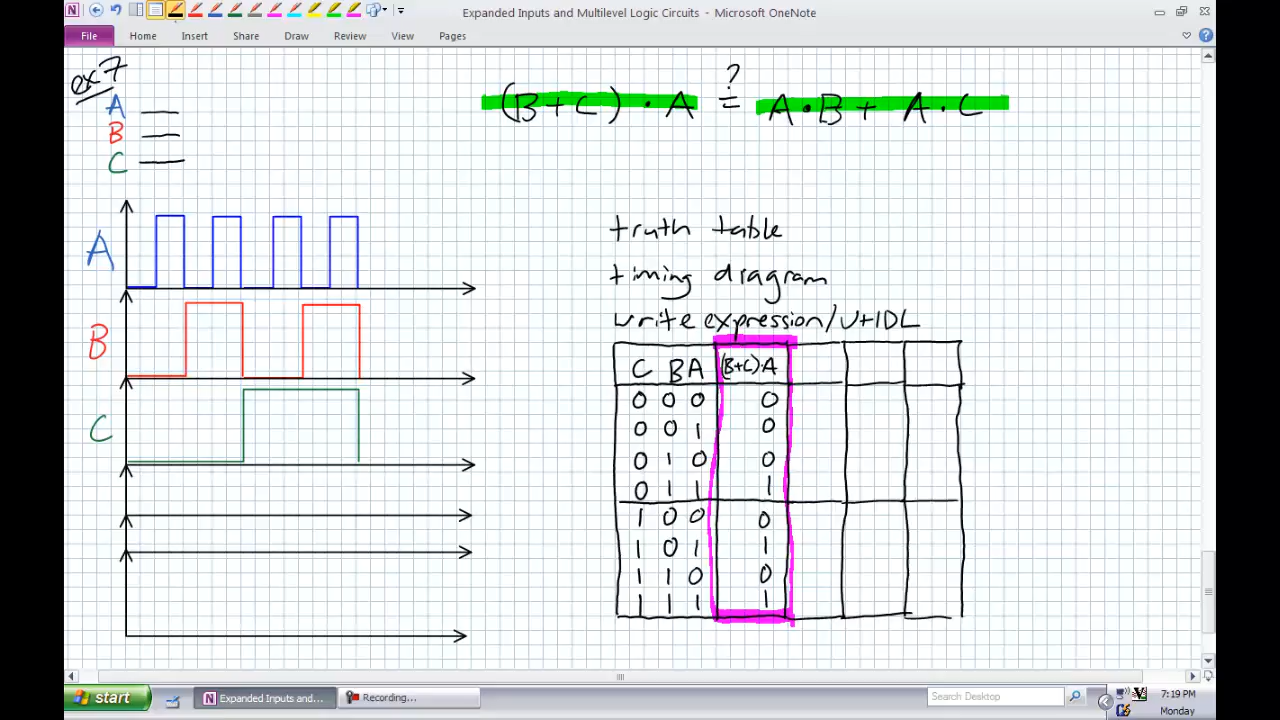 Expanded Inputs and Multilevel Logic Circuits - Microsoft OneNote
File Home Insert Share Draw Review View Pages
ex7
(B+C) · A ?= A·B + A·C
A
B
C
A
B
C
truth table
timing diagram
write expression/
C B A (B+C)A
0 0 0 0
0 0 1 0
0 1 0 0
0 1 1 1
1 0 0 0
1 0 1 1
1 1 0 0
1 1 1 1
start Expanded Inputs and... Recording... Search Desktop 7:19 PM
Monday